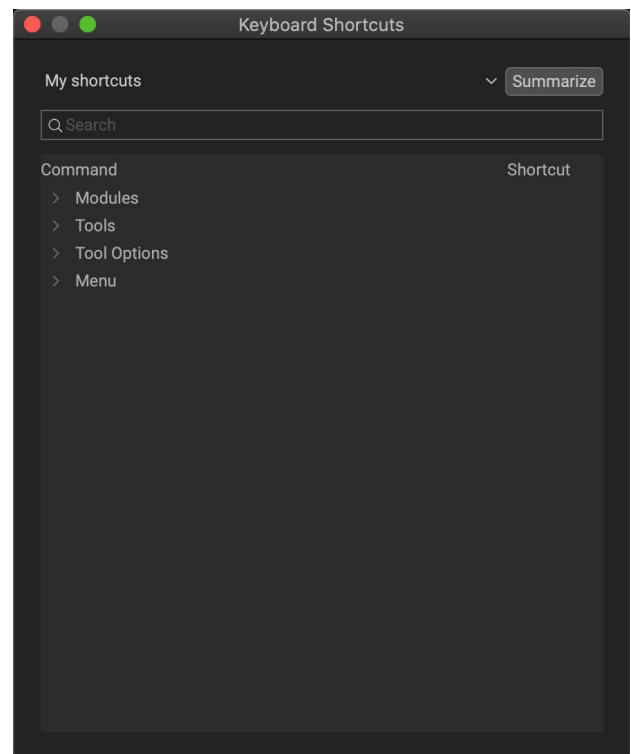 Keyboard Shortcuts
My shortcuts Summarize
Search
Command Shortcut
Modules
Tools
Tool Options
Menu